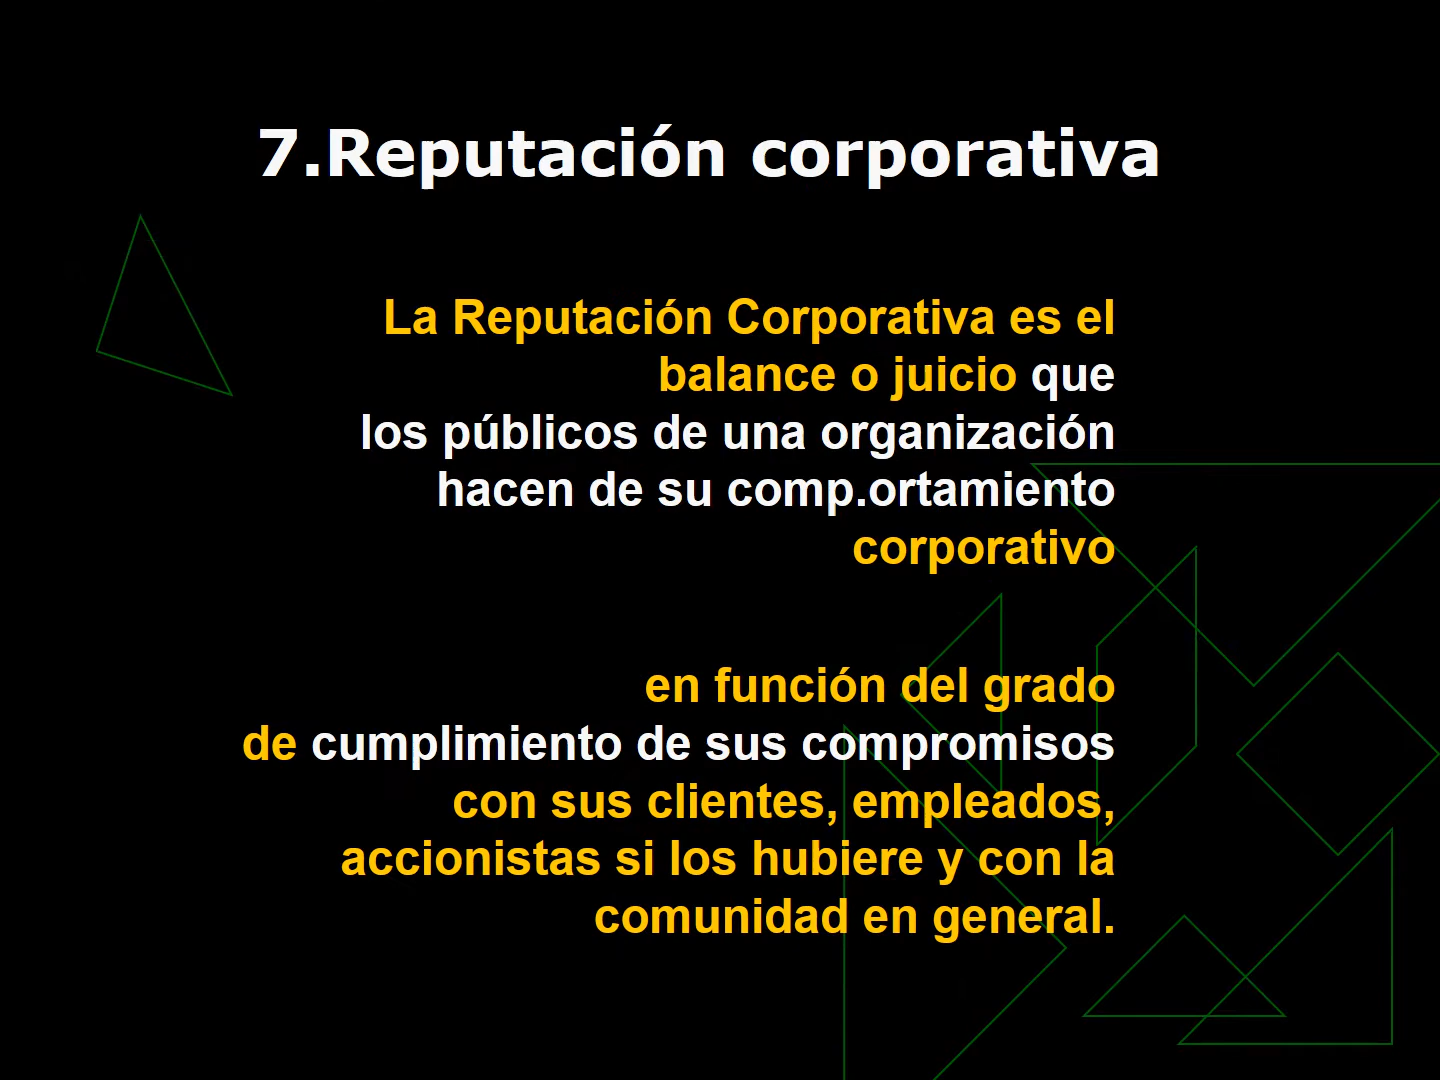 7.Reputación corporativa
La Reputación Corporativa es el
balance o juicio que
los públicos de una organización
hacen de su comp.ortamiento
corporativo
en función del grado
de cumplimiento de sus compromisos
con sus clientes, empleados,
accionistas si los hubiere y con la
comunidad en general.